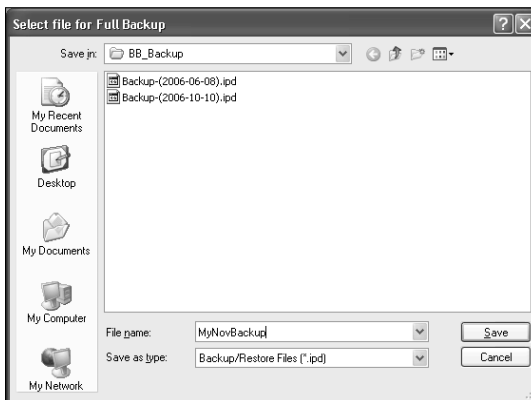 Select file for Full Backup
Save in: BB_Backup
Backup-(2006-06-08).ipd
Backup-(2006-10-10).ipd
My Recent
Documents
Desktop
My Documents
My Computer
My Network
File name: MyNovBackup Save
Save as type: Backup/Restore Files (*.ipd) Cancel